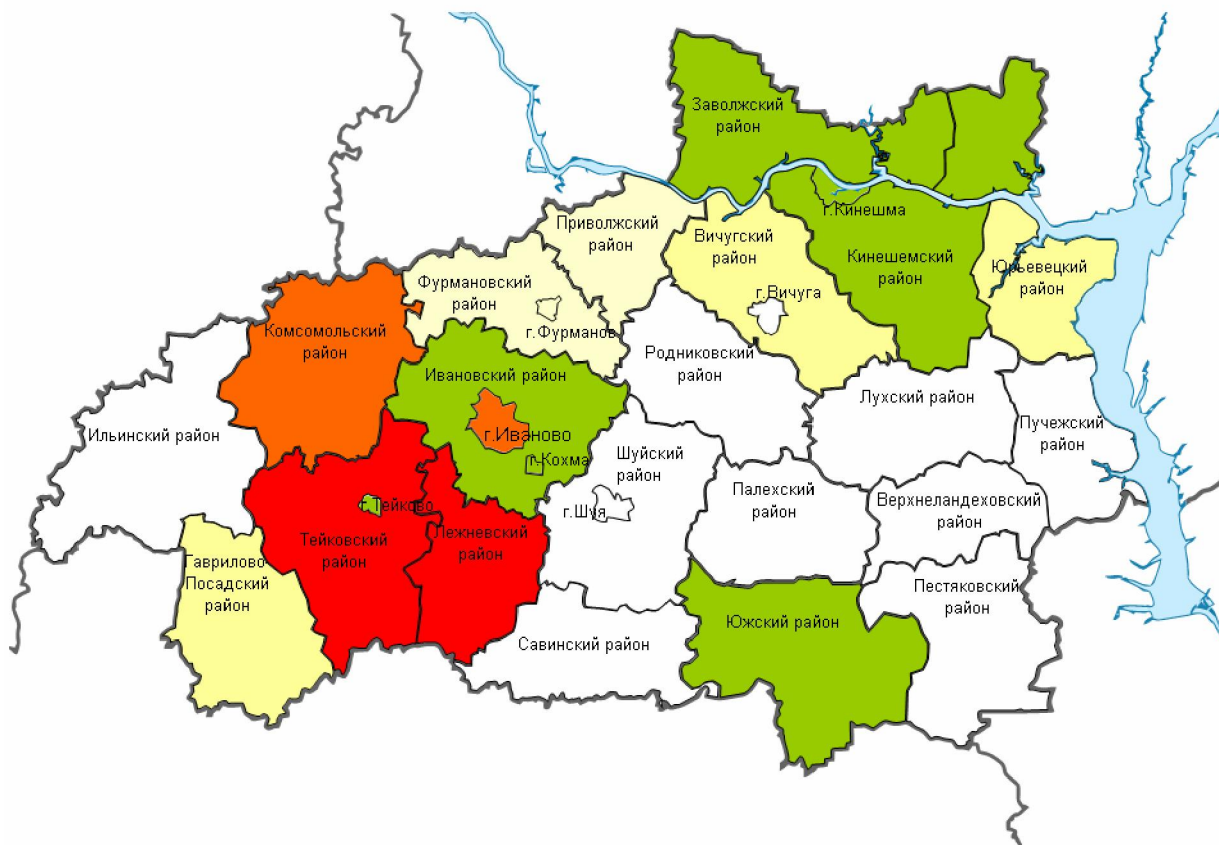 Заволжский
район
г.Кинешма
Приволжский
район
Вичугский
район
Кинешемский
район
Юрьевецкий
район
Фурмановский
район
г.Вичуга
г.Фурманов
Комсомольский
район
Родниковский
район
Ивановский район
Лухский район
Пучежский
район
Ильинский район
г.Иваново
г.Кохма
Шуйский
район
Палехский
район
Верхнеландеховский
район
г.Тейково
г.Шуя
Тейковский
район
Лежневский
район
Гаврилово-
Посадский
район
Пестяковский
район
Южский район
Савинский район